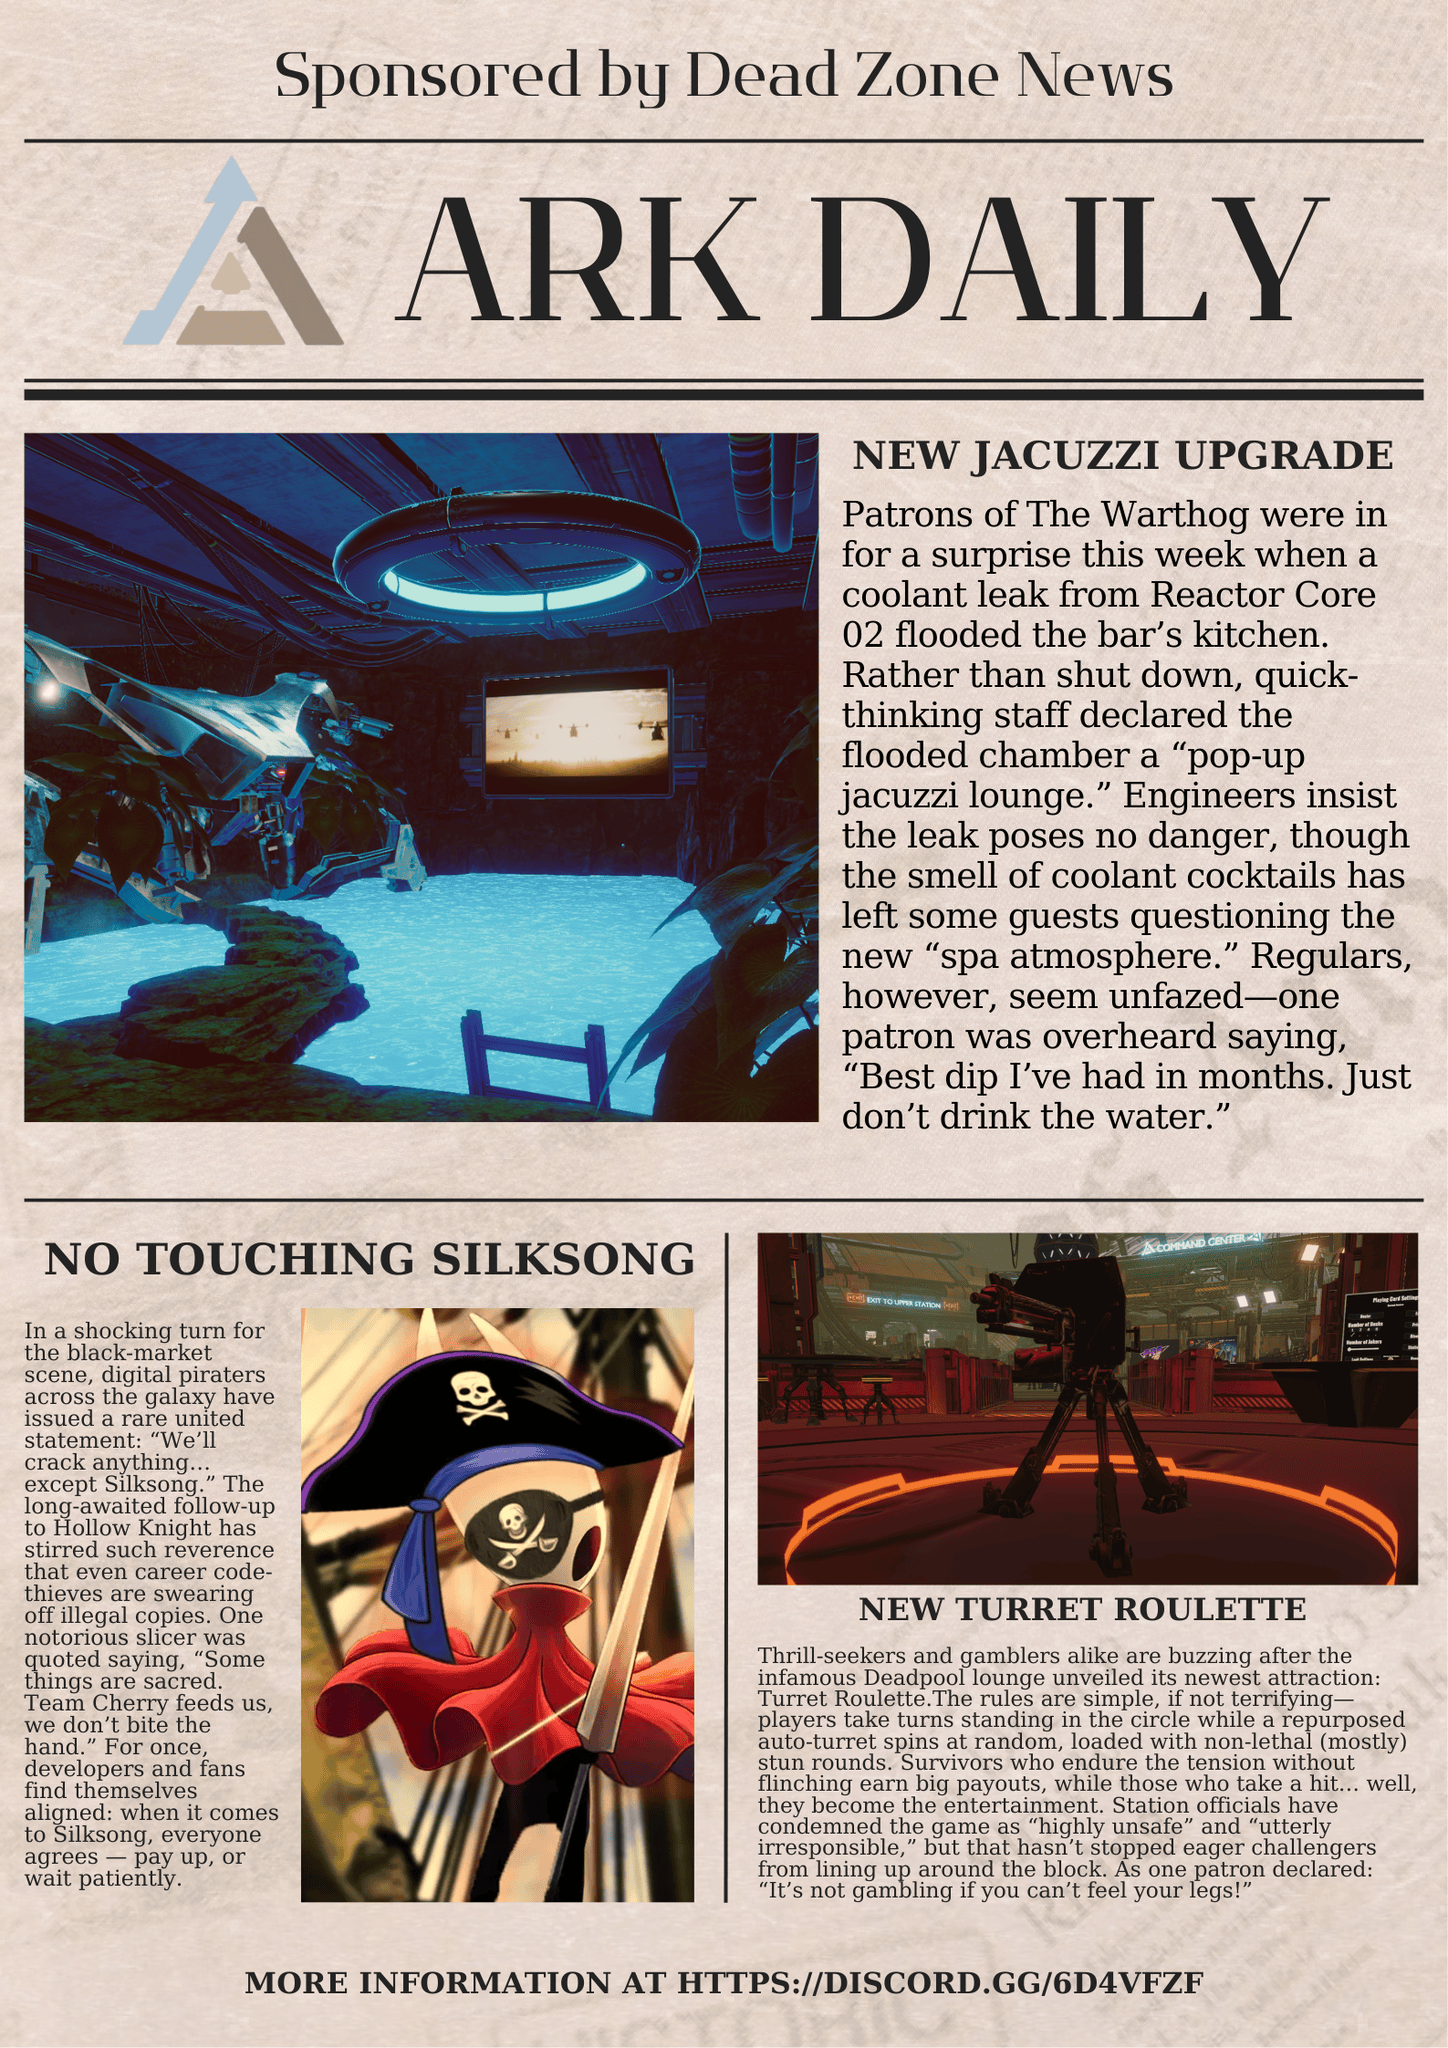 Sponsored by Dead Zone News
ARK DAILY
NEW JACUZZI UPGRADE
Patrons of The Warthog were in
for a surprise this week when a
coolant leak from Reactor Core
02 flooded the bar’s kitchen.
Rather than shut down, quick-
thinking staff declared the
flooded chamber a “pop-up
jacuzzi lounge.” Engineers insist
the leak poses no danger, though
the smell of coolant cocktails has
left some guests questioning the
new “spa atmosphere.” Regulars,
however, seem unfazed—one
patron was overheard saying,
“Best dip I’ve had in months. Just
don’t drink the water.”
NO TOUCHING SILKSONG
In a shocking turn for
the black-market
scene, digital piraters
across the galaxy have
issued a rare united
statement: “We’ll
crack anything…
except Silksong.” The
long-awaited follow-up
to Hollow Knight has
stirred such reverence
that even career code-
thieves are swearing
off illegal copies. One
notorious slicer was
quoted saying, “Some
things are sacred.
Team Cherry feeds us,
we don’t bite the
hand.” For once,
developers and fans
find themselves
aligned: when it comes
to Silksong, everyone
agrees — pay up, or
wait patiently.
COMMAND CENTER
EXIT TO UPPER STATION
Playing Card Settings
Number of Decks
Number of Jokers
NEW TURRET ROULETTE
Thrill-seekers and gamblers alike are buzzing after the
infamous Deadpool lounge unveiled its newest attraction:
Turret Roulette.The rules are simple, if not terrifying—
players take turns standing in the circle while a repurposed
auto-turret spins at random, loaded with non-lethal (mostly)
stun rounds. Survivors who endure the tension without
flinching earn big payouts, while those who take a hit… well,
they become the entertainment. Station officials have
condemned the game as “highly unsafe” and “utterly
irresponsible,” but that hasn’t stopped eager challengers
from lining up around the block. As one patron declared:
“It’s not gambling if you can’t feel your legs!”
MORE INFORMATION AT HTTPS://DISCORD.GG/6D4VFZF